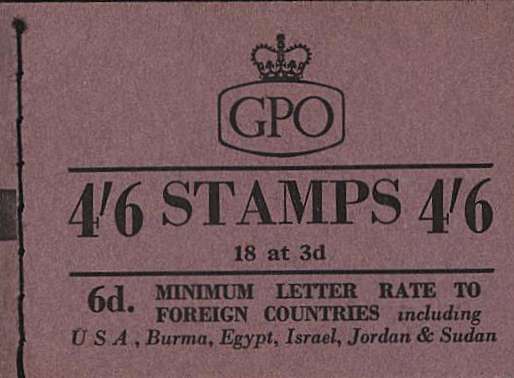 GPO
4/6 STAMPS 4/6
18 at 3d
6d. MINIMUM LETTER RATE TO
FOREIGN COUNTRIES including
U S A , Burma, Egypt, Israel, Jordan & Sudan